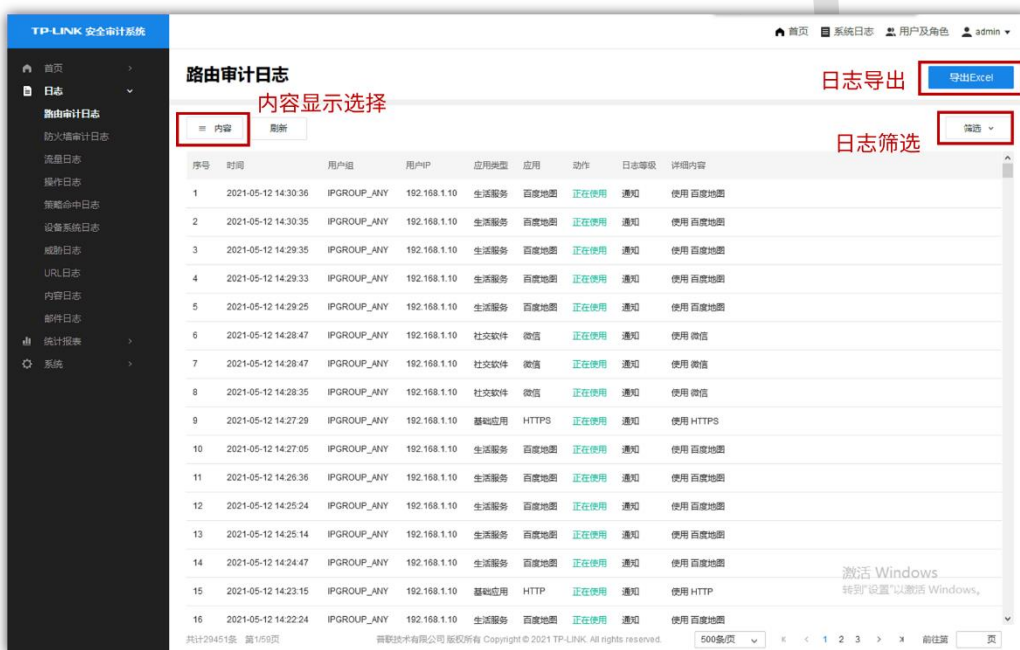 TP-LINK 安全审计系统
首页 系统日志 用户及角色 admin
首页
日志
路由审计日志
防火墙审计日志
流量日志
操作日志
策略命中日志
设备系统日志
威胁日志
URL日志
内容日志
邮件日志
统计报表
系统
路由审计日志
日志导出
导出Excel
内容显示选择
内容 刷新
日志筛选
筛选
序号 时间 用户组 用户IP 应用类型 应用 动作 日志等级 详细内容
1 2021-05-12 14:30:36 IPGROUP_ANY 192.168.1.10 生活服务 百度地图 正在使用 通知 使用 百度地图
2 2021-05-12 14:30:35 IPGROUP_ANY 192.168.1.10 生活服务 百度地图 正在使用 通知 使用 百度地图
3 2021-05-12 14:29:35 IPGROUP_ANY 192.168.1.10 生活服务 百度地图 正在使用 通知 使用 百度地图
4 2021-05-12 14:29:33 IPGROUP_ANY 192.168.1.10 生活服务 百度地图 正在使用 通知 使用 百度地图
5 2021-05-12 14:29:25 IPGROUP_ANY 192.168.1.10 生活服务 百度地图 正在使用 通知 使用 百度地图
6 2021-05-12 14:28:47 IPGROUP_ANY 192.168.1.10 社交软件 微信 正在使用 通知 使用 微信
7 2021-05-12 14:28:47 IPGROUP_ANY 192.168.1.10 社交软件 微信 正在使用 通知 使用 微信
8 2021-05-12 14:28:35 IPGROUP_ANY 192.168.1.10 社交软件 微信 正在使用 通知 使用 微信
9 2021-05-12 14:27:29 IPGROUP_ANY 192.168.1.10 基础应用 HTTPS 正在使用 通知 使用 HTTPS
10 2021-05-12 14:27:05 IPGROUP_ANY 192.168.1.10 生活服务 百度地图 正在使用 通知 使用 百度地图
11 2021-05-12 14:26:36 IPGROUP_ANY 192.168.1.10 生活服务 百度地图 正在使用 通知 使用 百度地图
12 2021-05-12 14:25:24 IPGROUP_ANY 192.168.1.10 生活服务 百度地图 正在使用 通知 使用 百度地图
13 2021-05-12 14:25:14 IPGROUP_ANY 192.168.1.10 生活服务 百度地图 正在使用 通知 使用 百度地图
14 2021-05-12 14:24:47 IPGROUP_ANY 192.168.1.10 生活服务 百度地图 正在使用 通知 使用 百度地图
15 2021-05-12 14:23:15 IPGROUP_ANY 192.168.1.10 基础应用 HTTP 正在使用 通知 使用 HTTP
16 2021-05-12 14:22:24 IPGROUP_ANY 192.168.1.10 生活服务 百度地图 正在使用 通知 使用 百度地图
激活 Windows
转到"设置"以激活 Windows。
共计29451条 第1/59页 普联技术有限公司 版权所有 Copyright © 2021 TP-LINK. All rights reserved. 500条/页 1 2 3 前往第 页